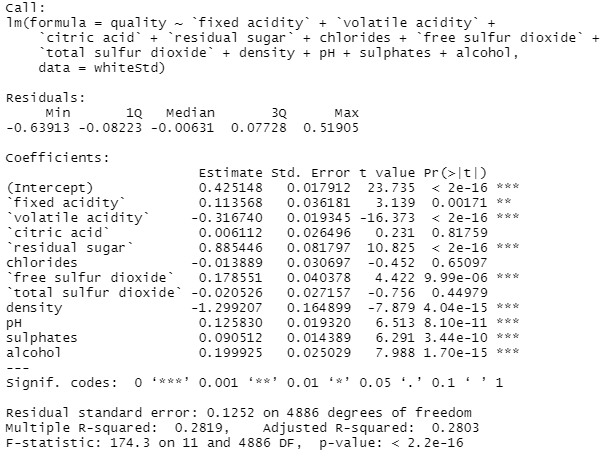 Call:
lm(formula = quality ~ `fixed acidity` + `volatile acidity` +
    `citric acid` + `residual sugar` + chlorides + `free sulfur dioxide` +
    `total sulfur dioxide` + density + pH + sulphates + alcohol,
    data = whiteStd)

Residuals:
     Min       1Q   Median       3Q      Max
-0.63913 -0.08223 -0.00631  0.07728  0.51905

Coefficients:
                        Estimate Std. Error t value Pr(>|t|)
(Intercept)             0.425148   0.017912  23.735  < 2e-16 ***
`fixed acidity`         0.113568   0.036181   3.139  0.00171 **
`volatile acidity`     -0.316740   0.019345 -16.373  < 2e-16 ***
`citric acid`           0.006112   0.026496   0.231  0.81759
`residual sugar`        0.885446   0.081797  10.825  < 2e-16 ***
chlorides              -0.013889   0.030697  -0.452  0.65097
`free sulfur dioxide`   0.178551   0.040378   4.422 9.99e-06 ***
`total sulfur dioxide` -0.020526   0.027157  -0.756  0.44979
density                -1.299207   0.164899  -7.879 4.04e-15 ***
pH                      0.125830   0.019320   6.513 8.10e-11 ***
sulphates               0.090512   0.014389   6.291 3.44e-10 ***
alcohol                 0.199925   0.025029   7.988 1.70e-15 ***
---
Signif. codes:  0 ‘***’ 0.001 ‘**’ 0.01 ‘*’ 0.05 ‘.’ 0.1 ‘ ’ 1

Residual standard error: 0.1252 on 4886 degrees of freedom
Multiple R-squared:  0.2819,    Adjusted R-squared:  0.2803
F-statistic: 174.3 on 11 and 4886 DF,  p-value: < 2.2e-16